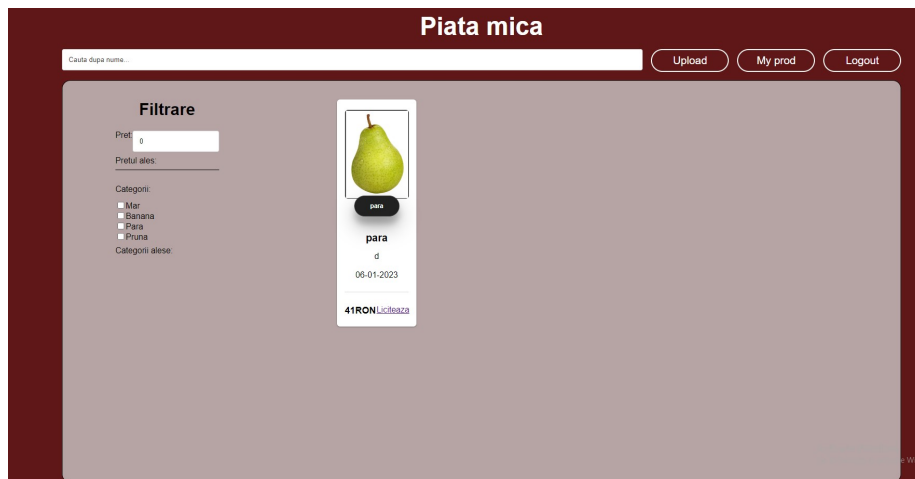 Piata mica
Cauta dupa nume...
Upload
My prod
Logout
Filtrare
Pret
0
Pretul ales:
Categorii:
Mar
Banana
Para
Pruna
Categorii alese:
para
para
d
06-01-2023
41RON Liciteaza